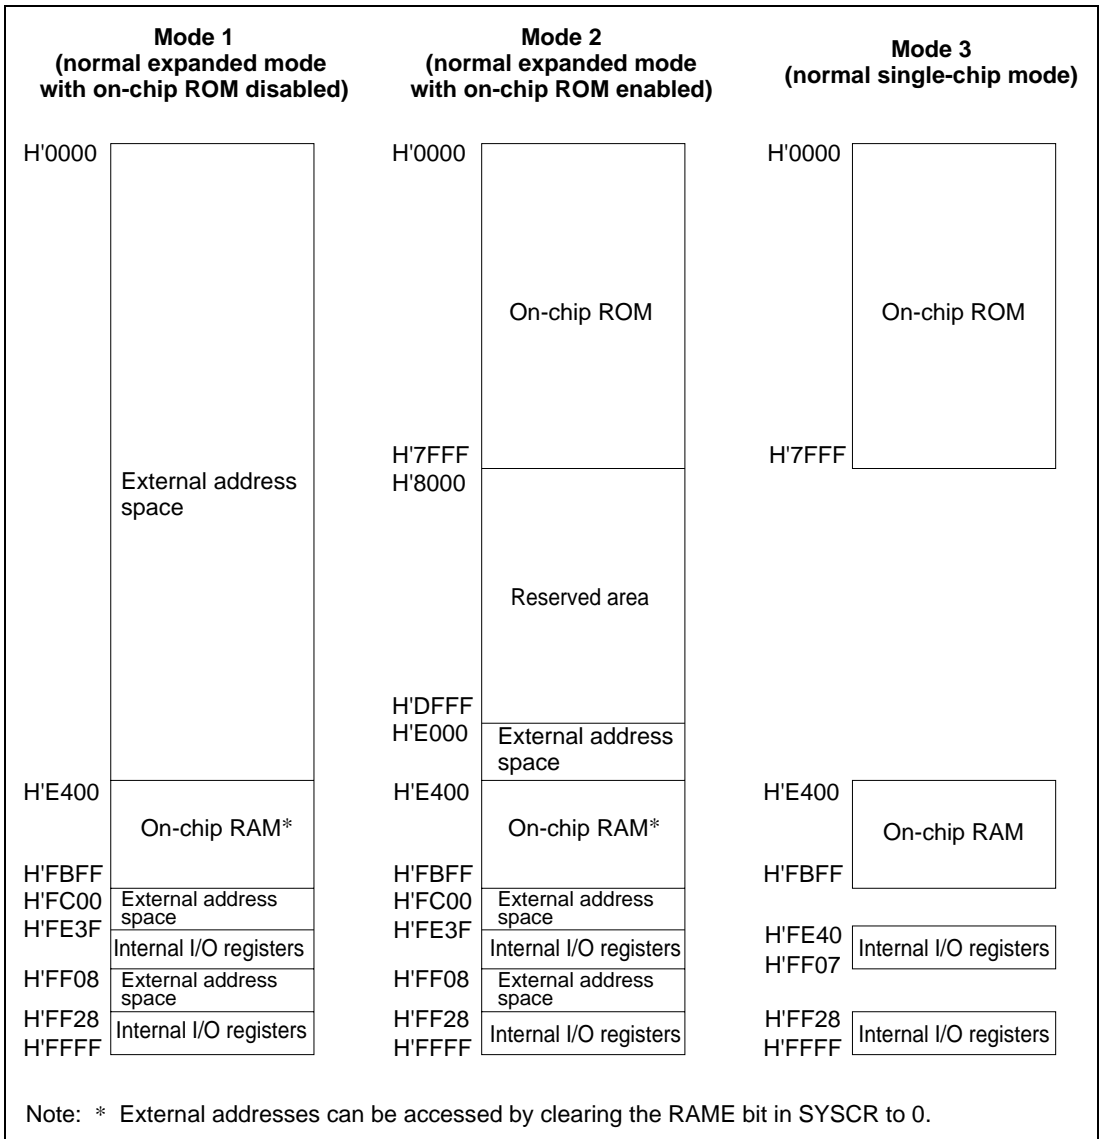 Mode 1
(normal expanded mode
with on-chip ROM disabled)
H'0000
External address
space
H'E400
On-chip RAM*
H'FBFF
H'FC00
External address
space
H'FE3F
Internal I/O registers
H'FF08
External address
space
H'FF28
Internal I/O registers
H'FFFF
Mode 2
(normal expanded mode
with on-chip ROM enabled)
H'0000
On-chip ROM
H'7FFF
H'8000
Reserved area
H'DFFF
H'E000
External address
space
H'E400
On-chip RAM*
H'FBFF
H'FC00
External address
space
H'FE3F
Internal I/O registers
H'FF08
External address
space
H'FF28
Internal I/O registers
H'FFFF
Mode 3
(normal single-chip mode)
H'0000
On-chip ROM
H'7FFF
H'E400
On-chip RAM
H'FBFF
H'FE40
Internal I/O registers
H'FF07
H'FF28
Internal I/O registers
H'FFFF
Note: * External addresses can be accessed by clearing the RAME bit in SYSCR to 0.